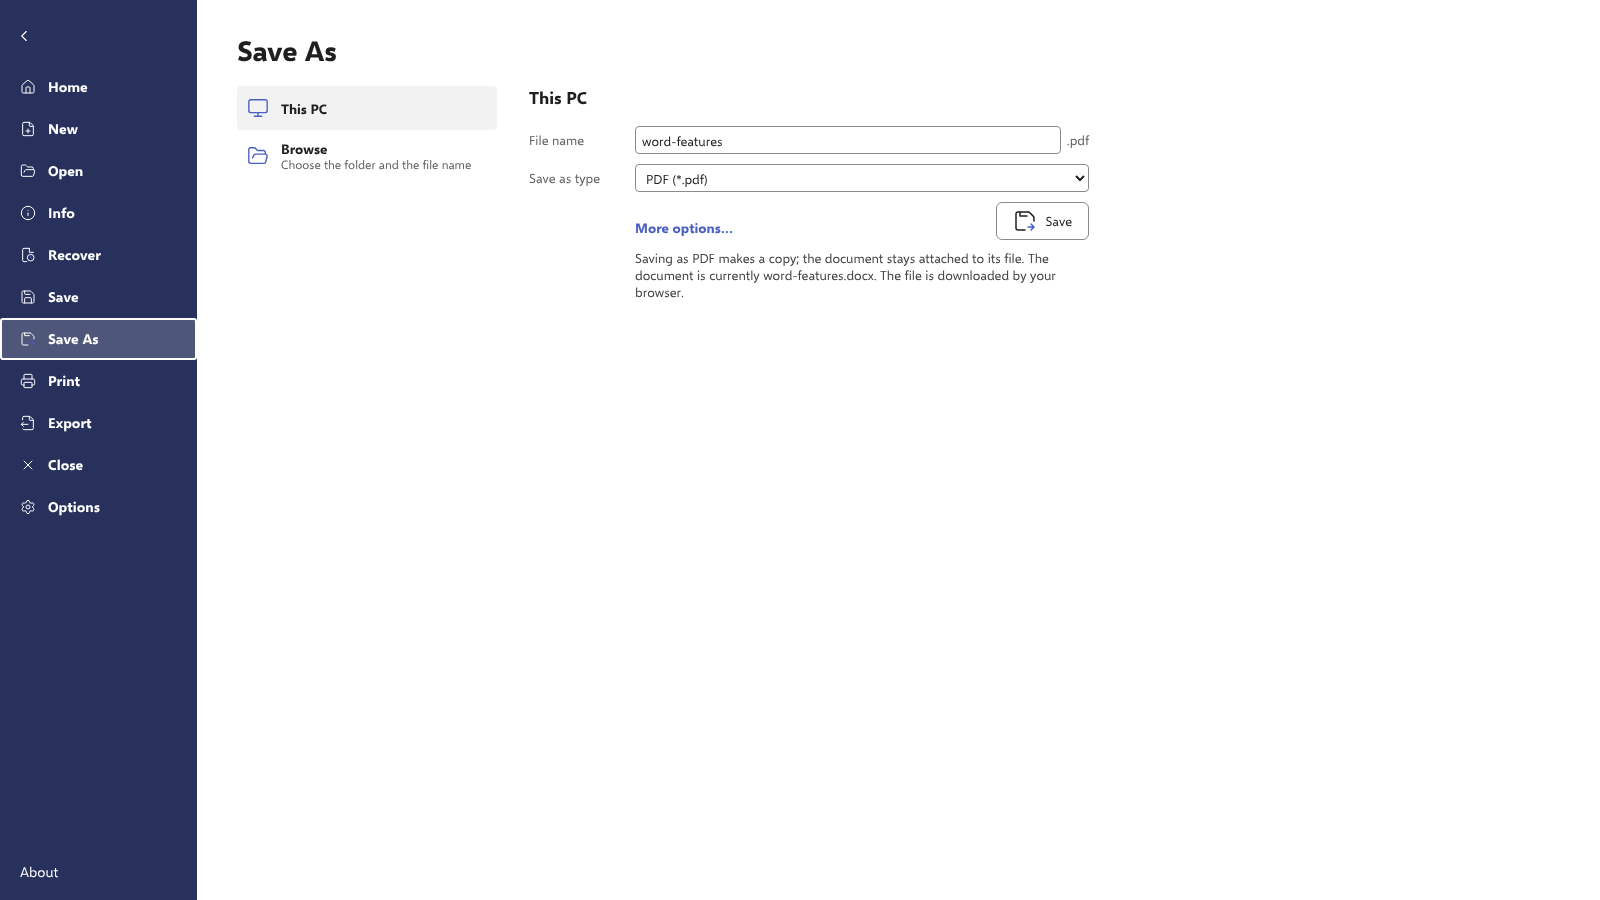 Home
New
Open
Info
Recover
Save
Save As
Print
Export
Close
Options
About
Save As
This PC
Browse
Choose the folder and the file name
This PC
File name
word-features
.pdf
Save as type
PDF (*.pdf)
More options...
Save
Saving as PDF makes a copy; the document stays attached to its file. The
document is currently word-features.docx. The file is downloaded by your
browser.